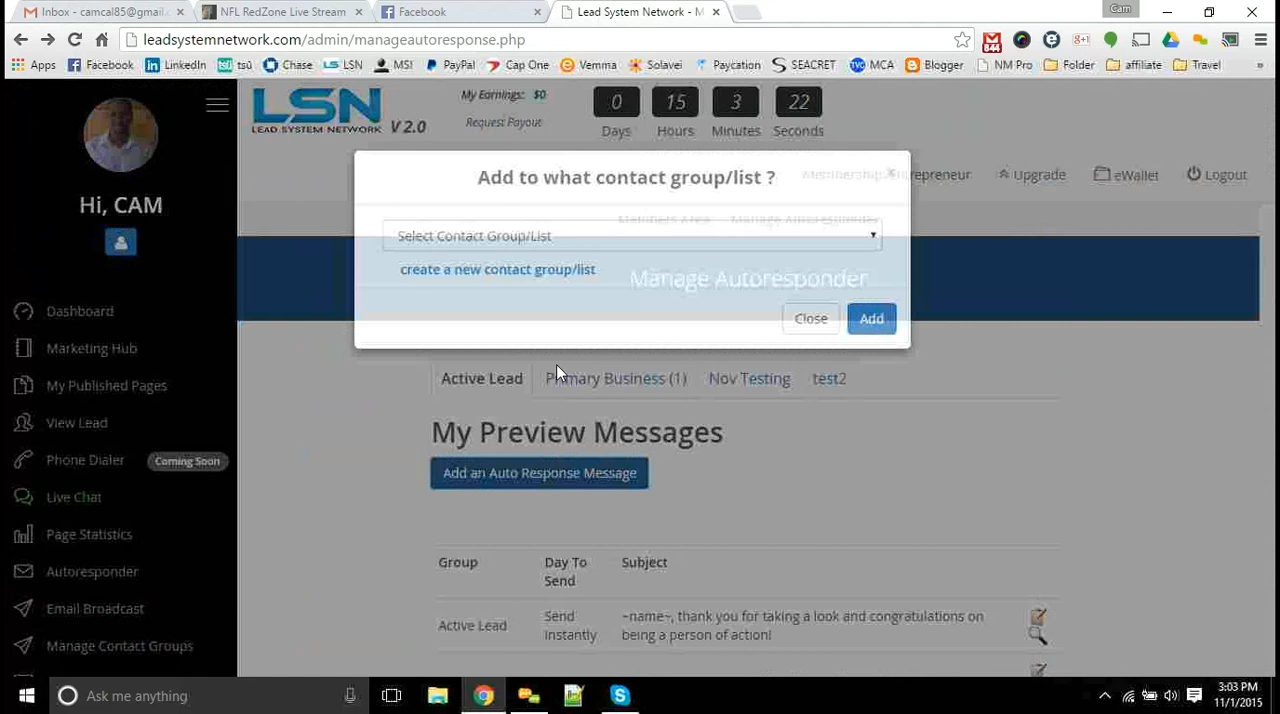 Inbox - camcal85@gmail.
NFL RedZone Live Stream
Facebook
Lead System Network - M
Cam
leadsystemnetwork.com/admin/manageautoresponse.php
844
Apps Facebook LinkedIn tsū Chase LSN MSI PayPal Cap One Vemma Solavei Paycation SEACRET MCA Blogger NM Pro Folder affiliate Travel »
LSN
LEAD SYSTEM NETWORK
V 2.0
My Earnings: $0
Request Payout
0 15 3 22
Days Hours Minutes Seconds
Upgrade eWallet Logout
Add to what contact group/list ?
Members Area Manage Autoresponder
Select Contact Group/List
create a new contact group/list
Manage Autoresponder
Close Add
Hi, CAM
Dashboard
Marketing Hub
My Published Pages
View Lead
Phone Dialer Coming Soon
Live Chat
Page Statistics
Autoresponder
Email Broadcast
Manage Contact Groups
Active Lead Primary Business (1) Nov Testing test2
My Preview Messages
Add an Auto Response Message
Group Day To Send Subject
Active Lead
Send Instantly
~name~, thank you for taking a look and congratulations on
being a person of action!
Ask me anything
3:03 PM
11/1/2015